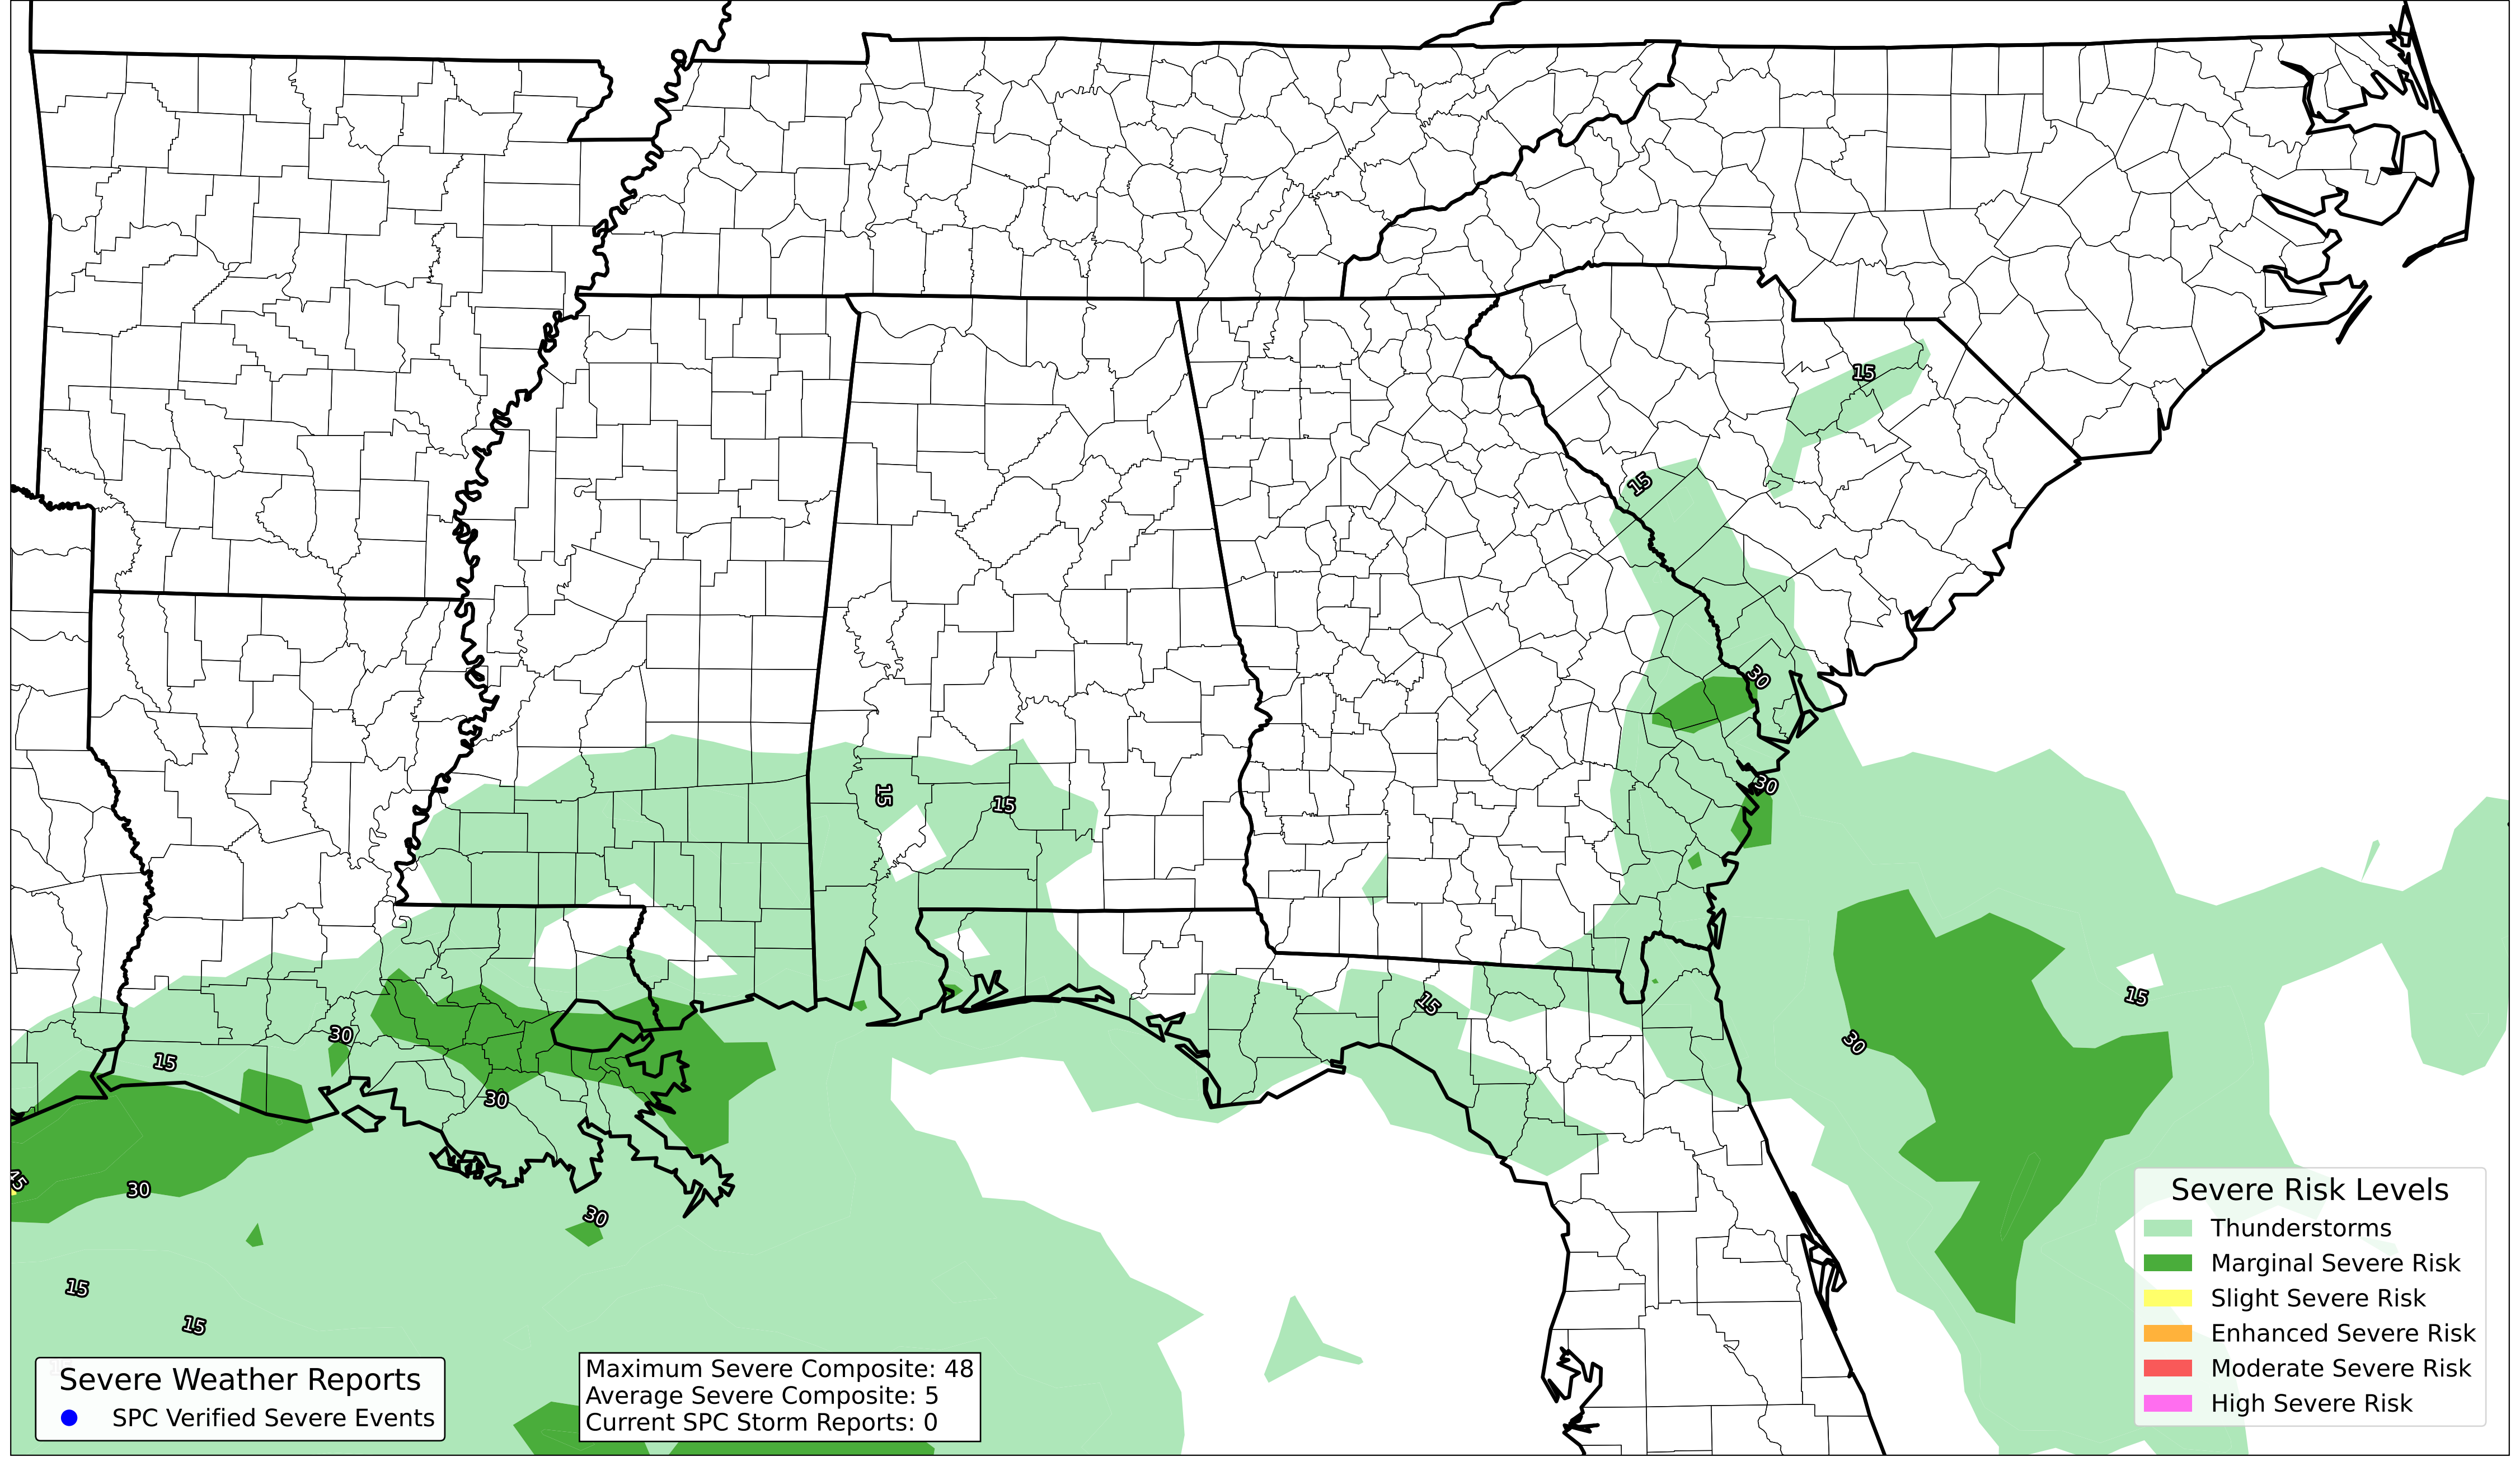 15
15
30
15
15
30
15
15
30
30
15
30
45
30
30
15
15
Severe Risk Levels
Thunderstorms
Marginal Severe Risk
Slight Severe Risk
Enhanced Severe Risk
Moderate Severe Risk
High Severe Risk
Severe Weather Reports
SPC Verified Severe Events
Maximum Severe Composite: 48
Average Severe Composite: 5
Current SPC Storm Reports: 0